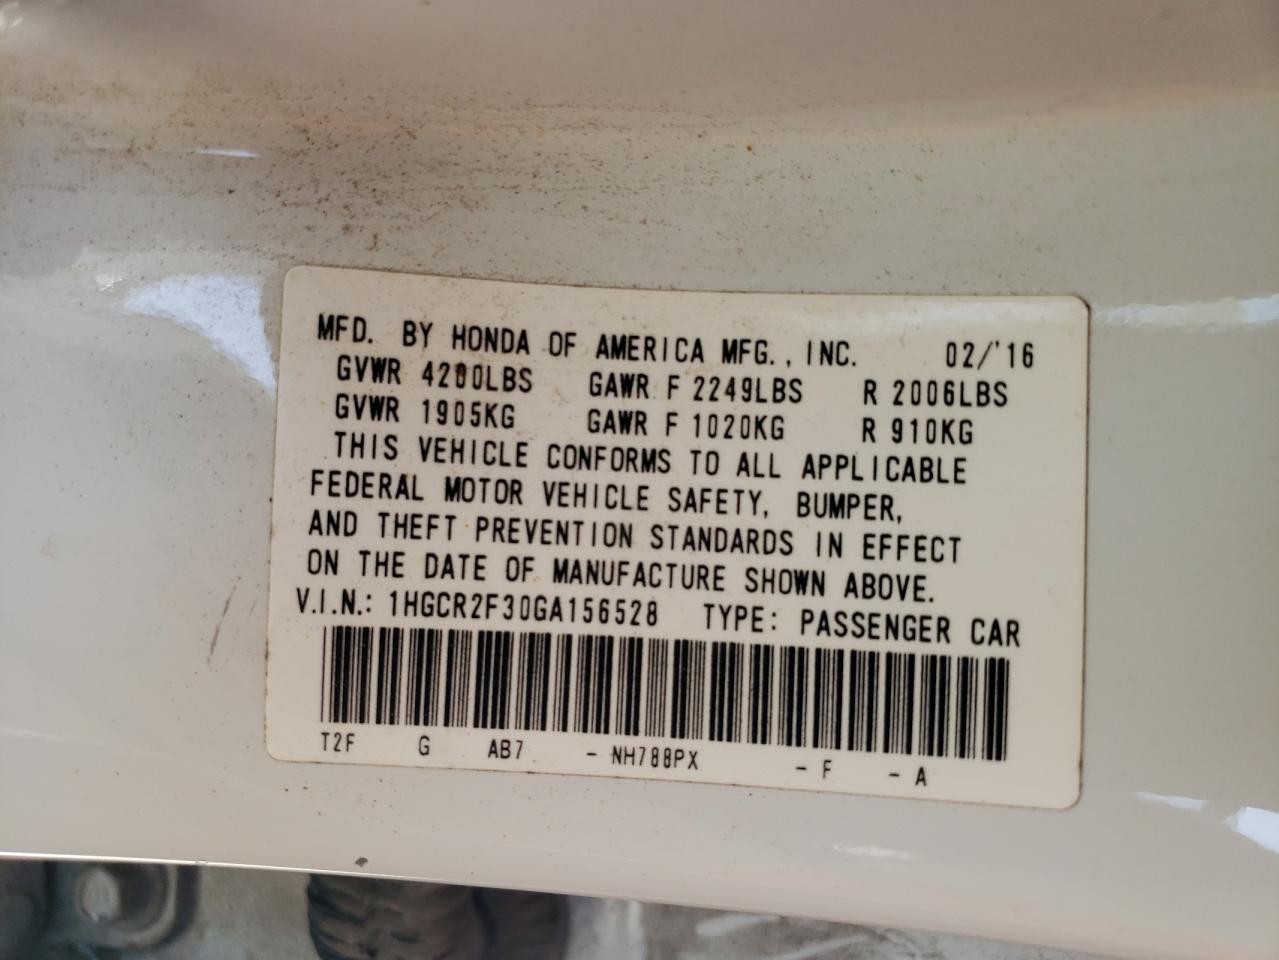 MFD. BY HONDA OF AMERICA MFG., INC. 02/'16
GVWR 4200LBS GAWR F 2249LBS R 2006LBS
GVWR 1905KG GAWR F 1020KG R 910KG
THIS VEHICLE CONFORMS TO ALL APPLICABLE
FEDERAL MOTOR VEHICLE SAFETY, BUMPER,
AND THEFT PREVENTION STANDARDS IN EFFECT
ON THE DATE OF MANUFACTURE SHOWN ABOVE.
V.I.N.: 1HGCR2F30GA156528 TYPE: PASSENGER CAR
T2F G AB7 - NH788PX - F - A